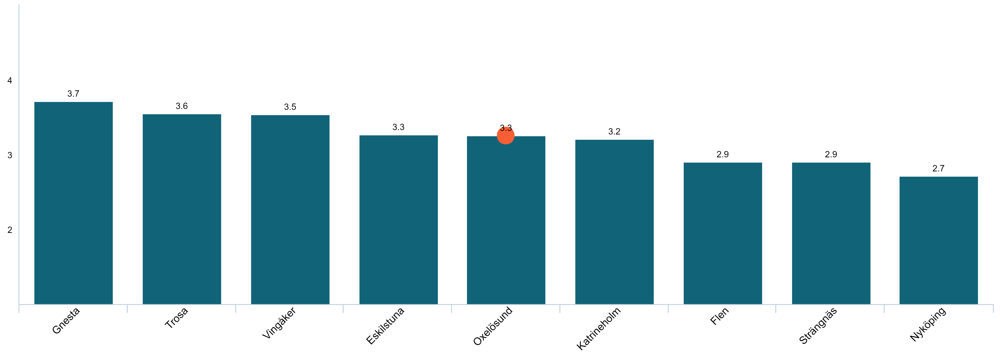 4
3
2
3.7
3.6
3.5
3.3
3.3
3.2
2.9
2.9
2.7
Gnesta
Trosa
Vingåker
Eskilstuna
Oxelösund
Katrineholm
Flen
Strängnäs
Nyköping